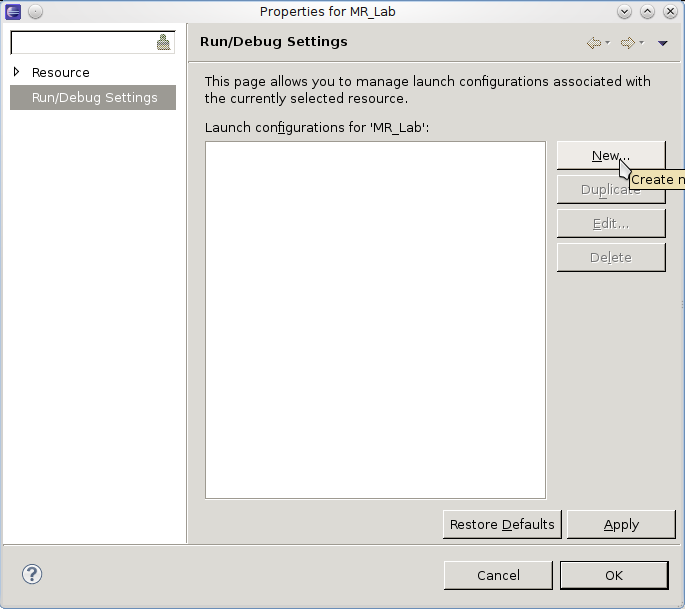 Properties for MR_Lab
Run/Debug Settings
Resource
Run/Debug Settings
This page allows you to manage launch configurations associated with
the currently selected resource.
Launch configurations for 'MR_Lab':
New...
Create n
Duplicate
Edit...
Delete
Restore Defaults
Apply
?
Cancel
OK